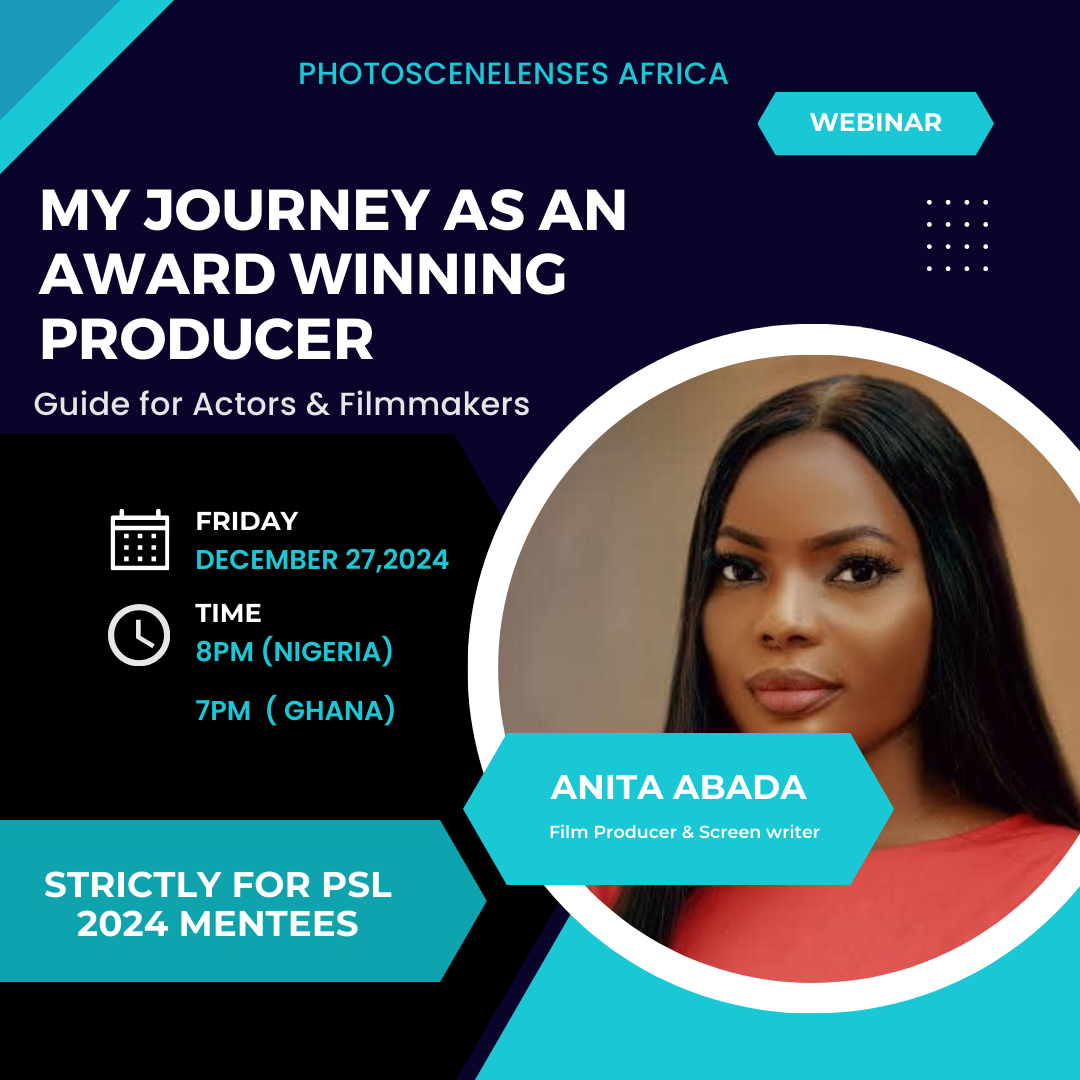 PHOTOSCENELENSES AFRICA
WEBINAR
MY JOURNEY AS AN
AWARD WINNING
PRODUCER
Guide for Actors & Filmmakers
FRIDAY
DECEMBER 27,2024
TIME
8PM (NIGERIA)
7PM ( GHANA)
ANITA ABADA
Film Producer & Screen writer
STRICTLY FOR PSL
2024 MENTEES